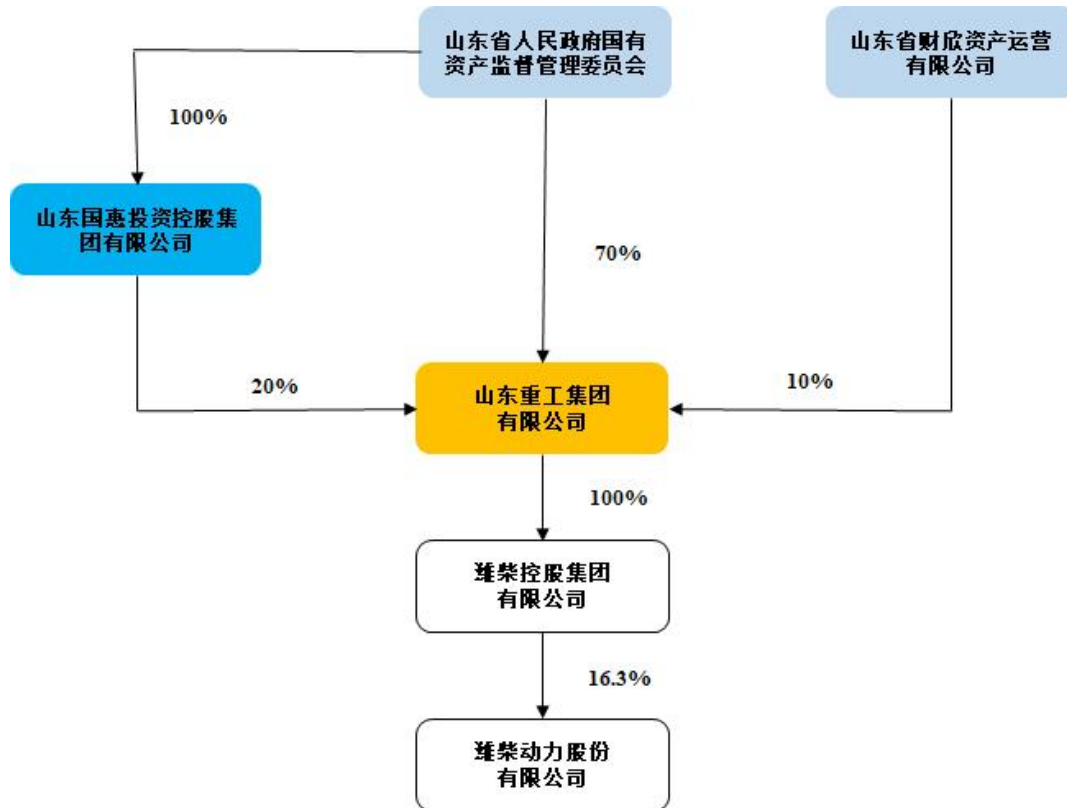 山东省人民政府国有
资产监督管理委员会
山东省财欣资产运营
有限公司
100%
山东国惠投资控股集
团有限公司
70%
20%
山东重工集团
有限公司
10%
100%
潍柴控股集团
有限公司
16.3%
潍柴动力股份
有限公司